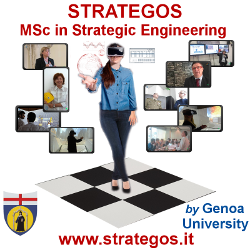 STRATEGOS
MSc in Strategic Engineering
by Genoa
University
www.strategos.it